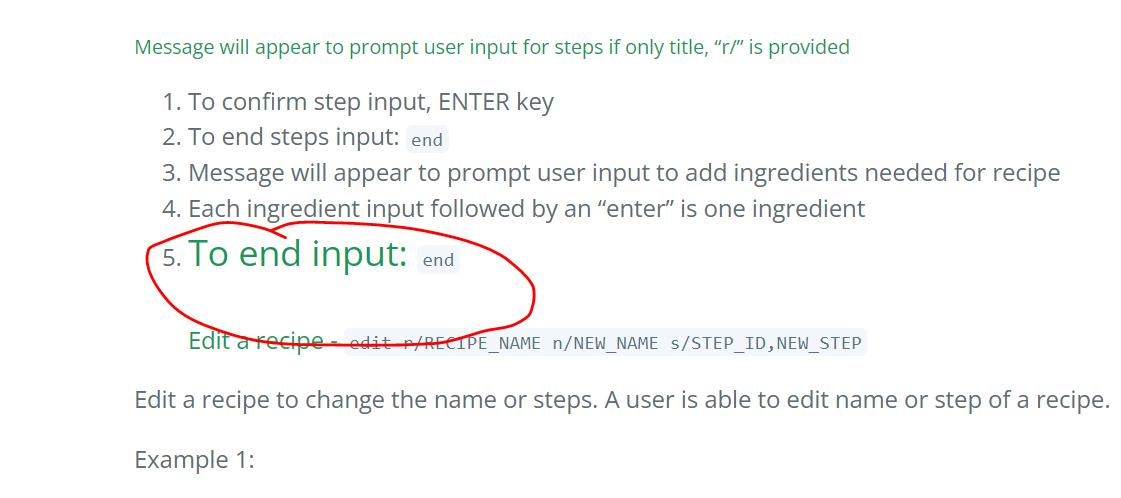 Message will appear to prompt user input for steps if only title, “r/” is provided
1. To confirm step input, ENTER key
2. To end steps input: end
3. Message will appear to prompt user input to add ingredients needed for recipe
4. Each ingredient input followed by an “enter” is one ingredient
5. To end input: end
Edit a recipe - edit r/RECIPE_NAME n/NEW_NAME s/STEP_ID,NEW_STEP
Edit a recipe to change the name or steps. A user is able to edit name or step of a recipe.
Example 1: